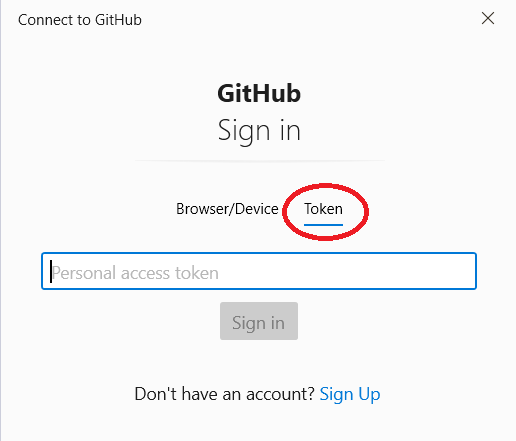 Connect to GitHub
GitHub
Sign in
Browser/Device Token
Personal access token
Sign in
Don't have an account? Sign Up